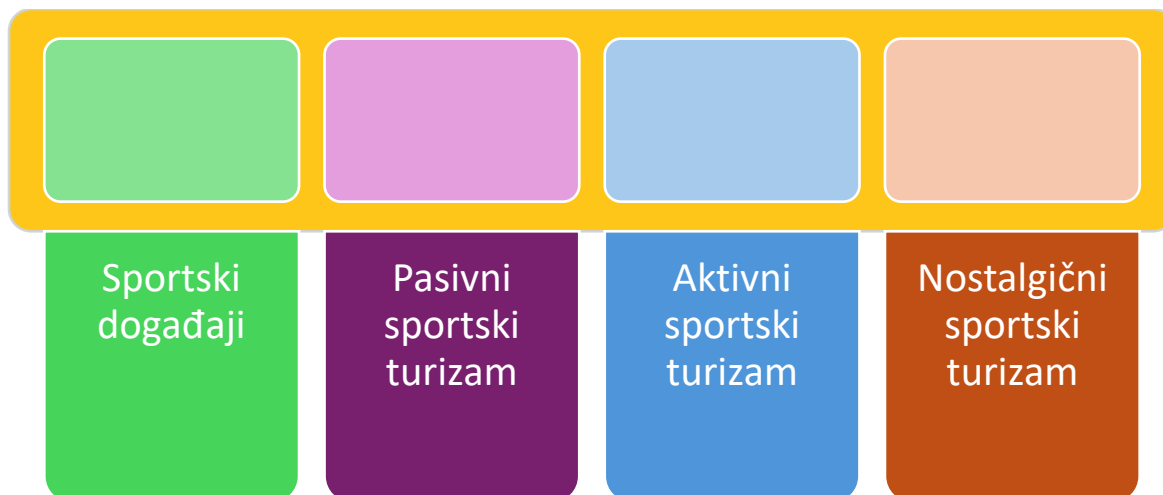 Sportski
događaji
Pasivni
sportski
turizam
Aktivni
sportski
turizam
Nostalgični
sportski
turizam